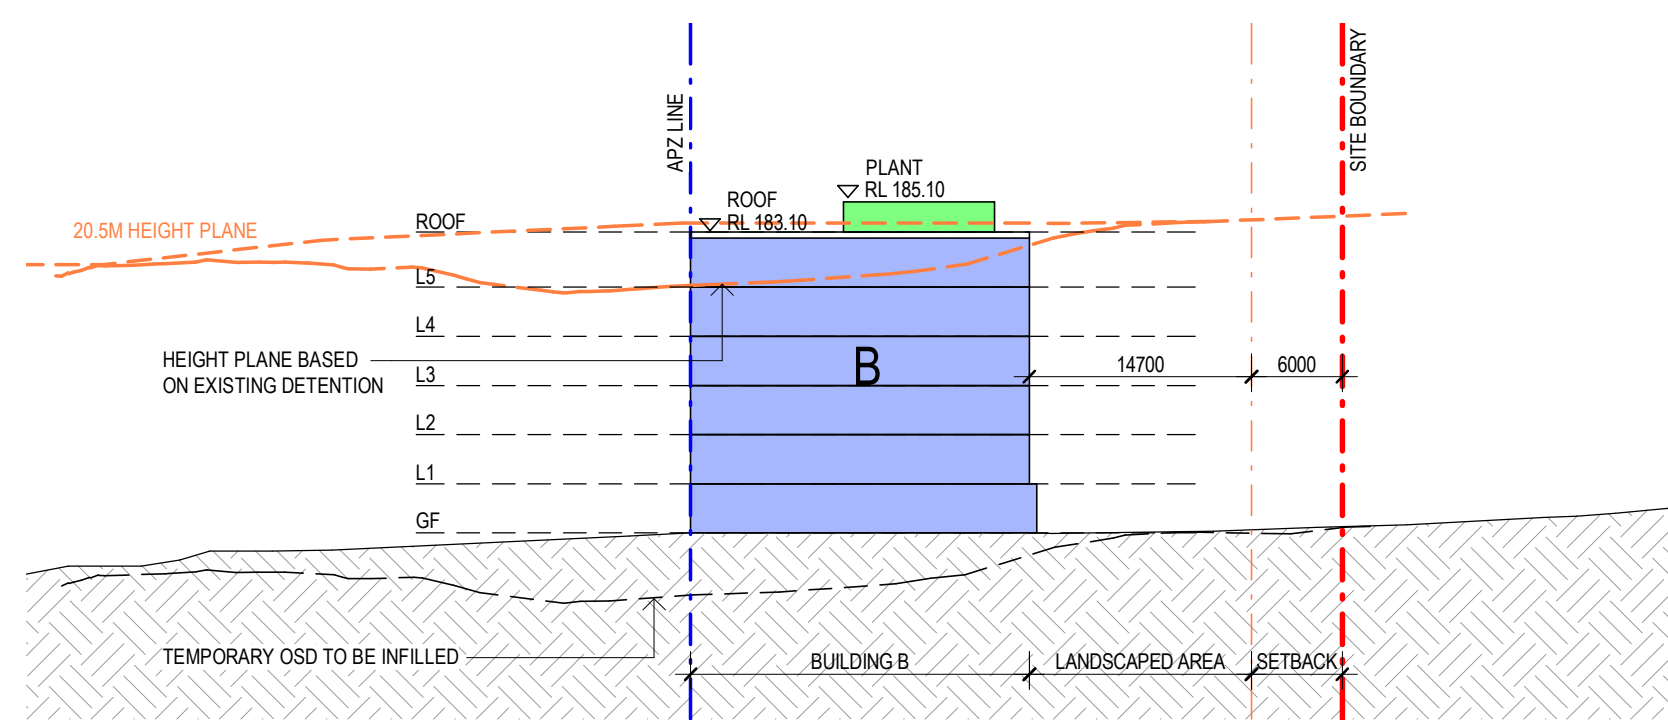 APZ LINE
SITE BOUNDARY
PLANT
RL 185.10
ROOF
RL 183.10
20.5M HEIGHT PLANE
ROOF
L5
L4
HEIGHT PLANE BASED
ON EXISTING DETENTION
B
14700
6000
L3
L2
L1
GF
TEMPORARY OSD TO BE INFILLED
BUILDING B
LANDSCAPED AREA
SETBACK